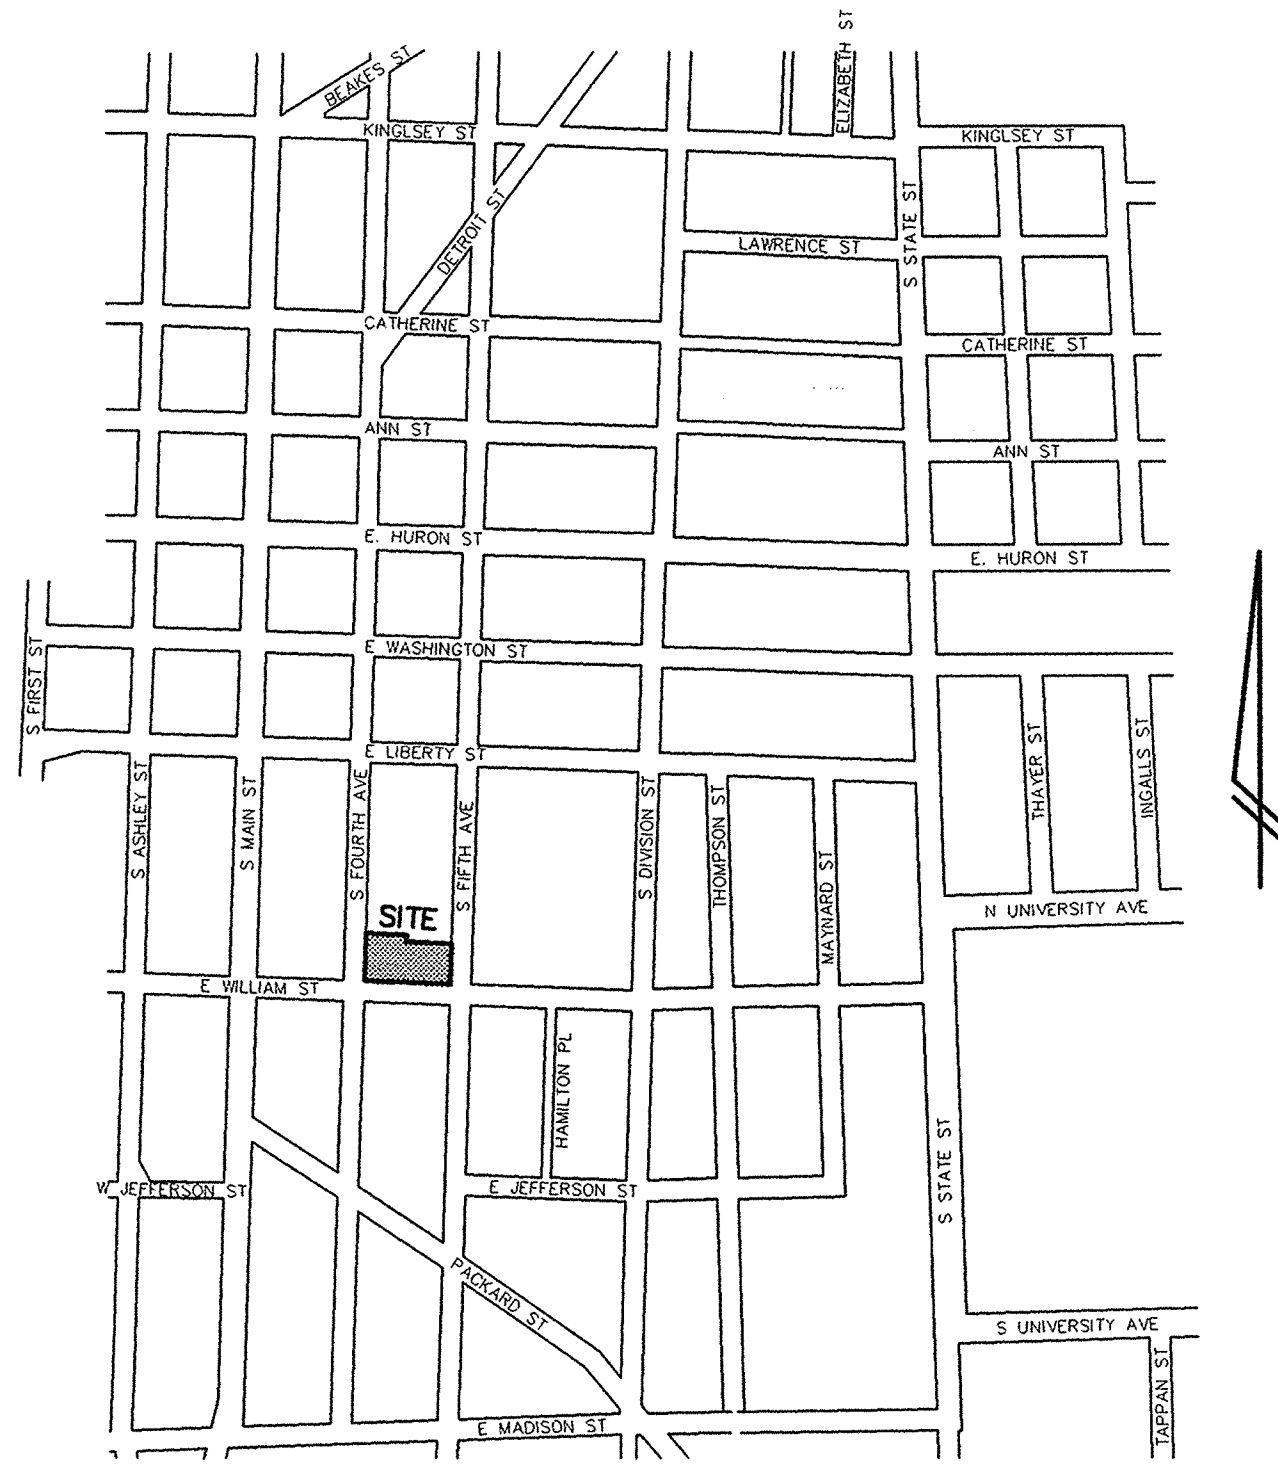 ELIZABETH ST
BEAKES ST
KINGLSEY ST
KINGLSEY ST
S STATE ST
DETROIT ST
LAWRENCE ST
CATHERINE ST
CATHERINE ST
ANN ST
ANN ST
E. HURON ST
E. HURON ST
E WASHINGTON ST
S FIRST ST
E LIBERTY ST
S ASHLEY ST
S MAIN ST
S FOURTH AVE
S FIFTH AVE
S DIVISION ST
THOMPSON ST
MAYNARD ST
THAYER ST
INGALLS ST
N UNIVERSITY AVE
SITE
E WILLIAM ST
HAMILTON PL
S STATE ST
W JEFFERSON ST
E JEFFERSON ST
PACKARD ST
S UNIVERSITY AVE
TAPPAN ST
E MADISON ST